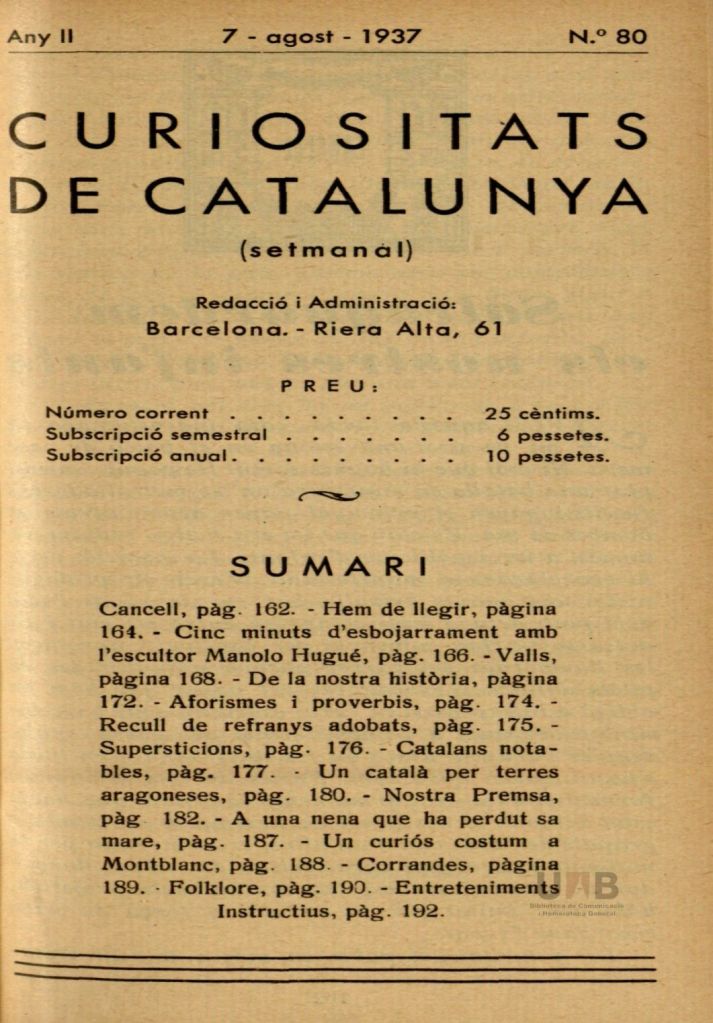 Any II 7 - agost - 1937 N.º 80
CURIOSITATS
DE CATALUNYA
(setmanal)
Redacció i Administració:
Barcelona. - Riera Alta, 61
PREU:
Número corrent . . . . . . . . . 25 cèntims.
Subscripció semestral . . . . . . . 6 pessetes.
Subscripció anual. . . . . . . . . 10 pessetes.
SUMARI
Cancell, pàg. 162. - Hem de llegir, pàgina
164. - Cinc minuts d'esbojarrament amb
l'escultor Manolo Hugué, pàg. 166. - Valls,
pàgina 168. - De la nostra història, pàgina
172. - Aforismes i proverbis, pàg. 174. -
Recull de refranys adobats, pàg. 175. -
Supersticions, pàg. 176. - Catalans nota-
bles, pàg. 177. - Un català per terres
aragoneses, pàg. 180. - Nostra Premsa,
pàg 182. - A una nena que ha perdut sa
mare, pàg. 187. - Un curiós costum a
Montblanc, pàg. 188. - Corrandes, pàgina
189. - Folklore, pàg. 190. - Entreteniments
Instructius, pàg. 192.
UAB
Biblioteca de Comunicació
i Hemeroteca General